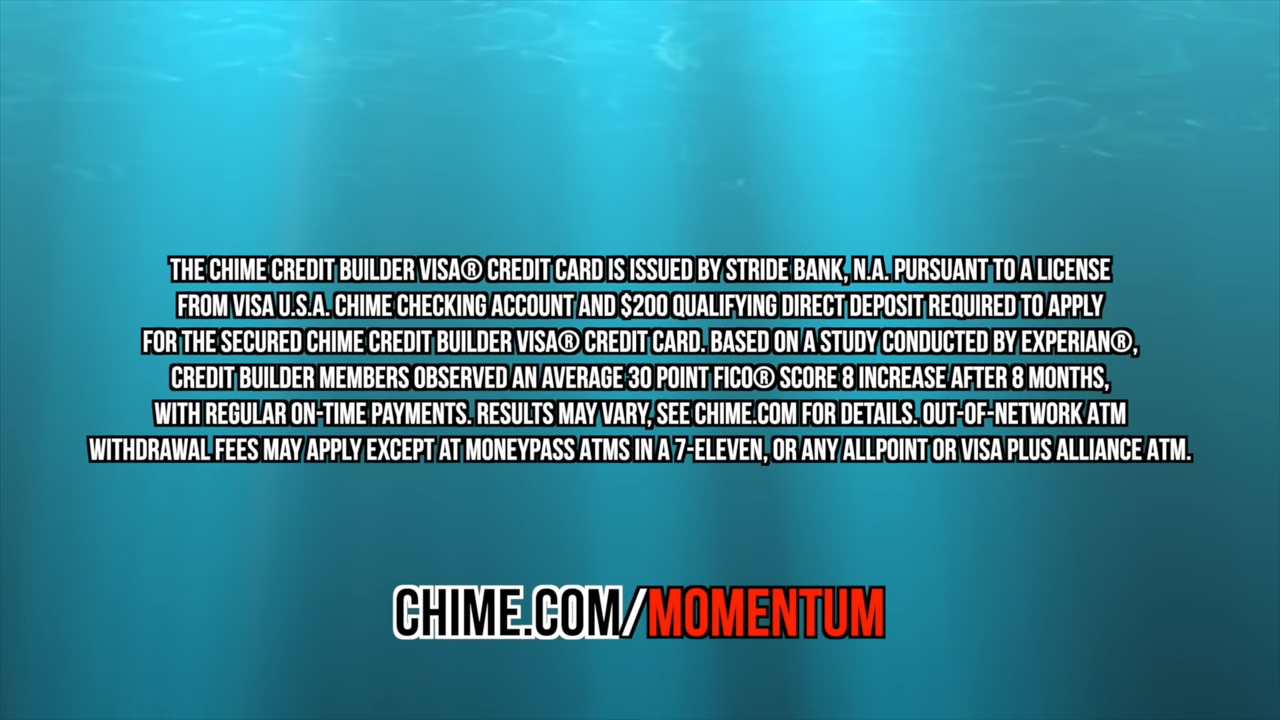 THE CHIME CREDIT BUILDER VISA® CREDIT CARD IS ISSUED BY STRIDE BANK, N.A. PURSUANT TO A LICENSE
FROM VISA U.S.A. CHIME CHECKING ACCOUNT AND $200 QUALIFYING DIRECT DEPOSIT REQUIRED TO APPLY
FOR THE SECURED CHIME CREDIT BUILDER VISA® CREDIT CARD. BASED ON A STUDY CONDUCTED BY EXPERIAN®,
CREDIT BUILDER MEMBERS OBSERVED AN AVERAGE 30 POINT FICO® SCORE 8 INCREASE AFTER 8 MONTHS,
WITH REGULAR ON-TIME PAYMENTS. RESULTS MAY VARY, SEE CHIME.COM FOR DETAILS. OUT-OF-NETWORK ATM
WITHDRAWAL FEES MAY APPLY EXCEPT AT MONEYPASS ATMS IN A 7-ELEVEN, OR ANY ALLPOINT OR VISA PLUS ALLIANCE ATM.
CHIME.COM/MOMENTUM